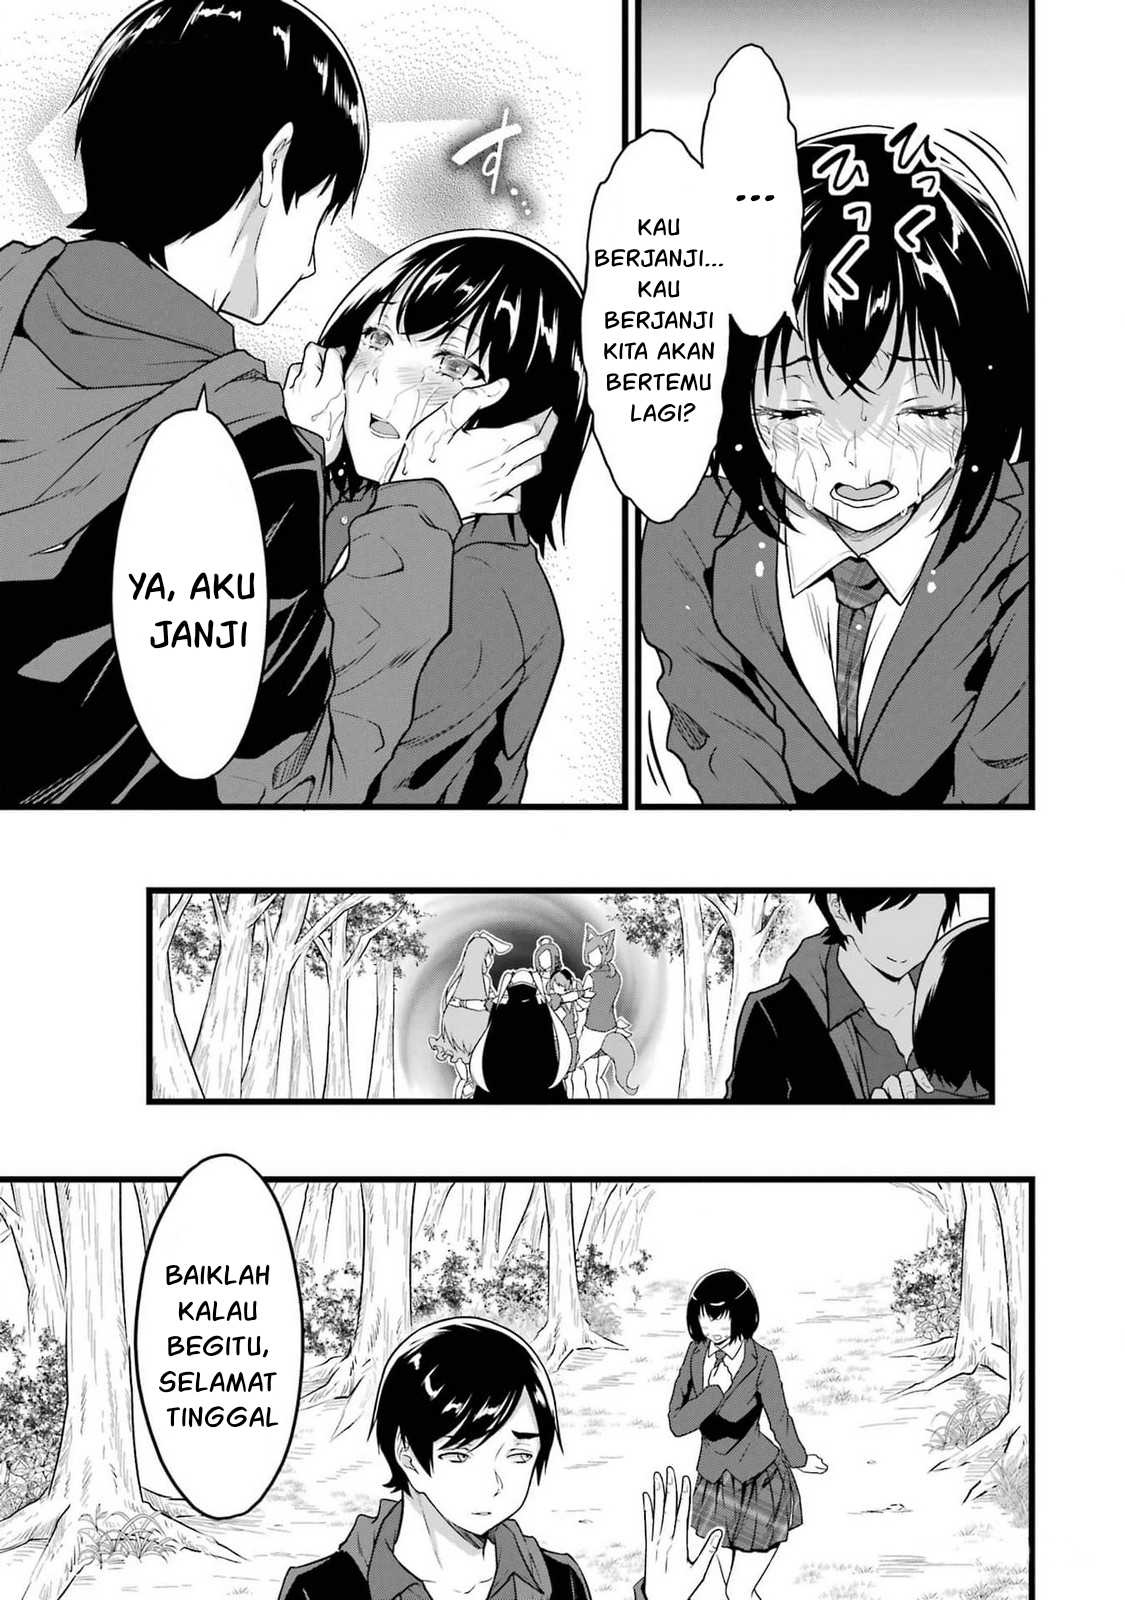 ひっく
ひっく
...
KAU
BERJANJI...
KAU
BERJANJI
KITA AKAN
BERTEMU
LAGI?
す...
YA, AKU
JANJI
BAIKLAH
KALAU
BEGITU,
SELAMAT
TINGGAL